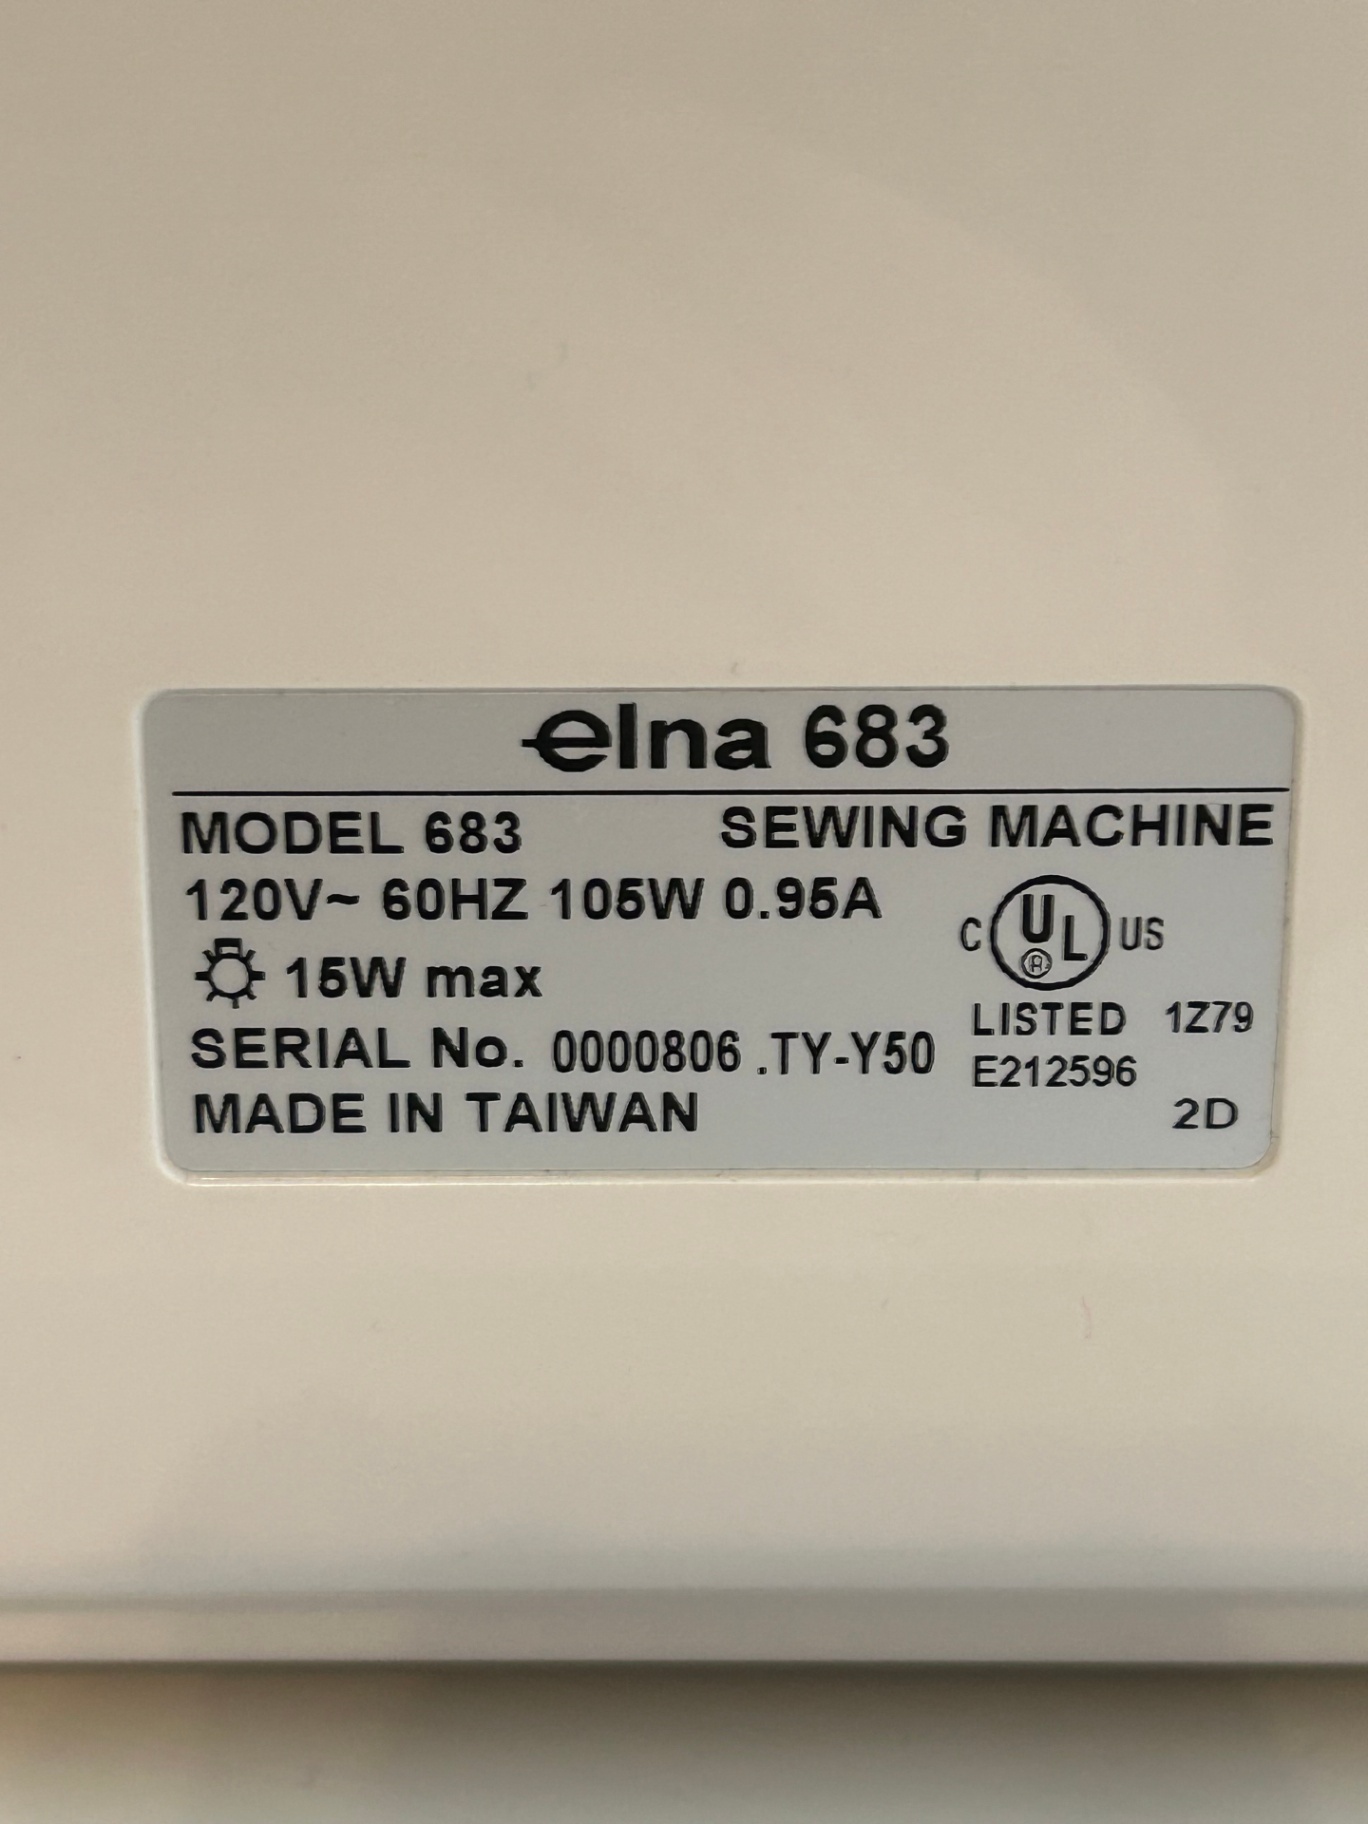 elna 683
MODEL 683 SEWING MACHINE
120V~ 60HZ 105W 0.95A
C UL US
®
15W max
LISTED 1Z79
SERIAL No. 0000806 .TY-Y50
E212596
MADE IN TAIWAN
2D